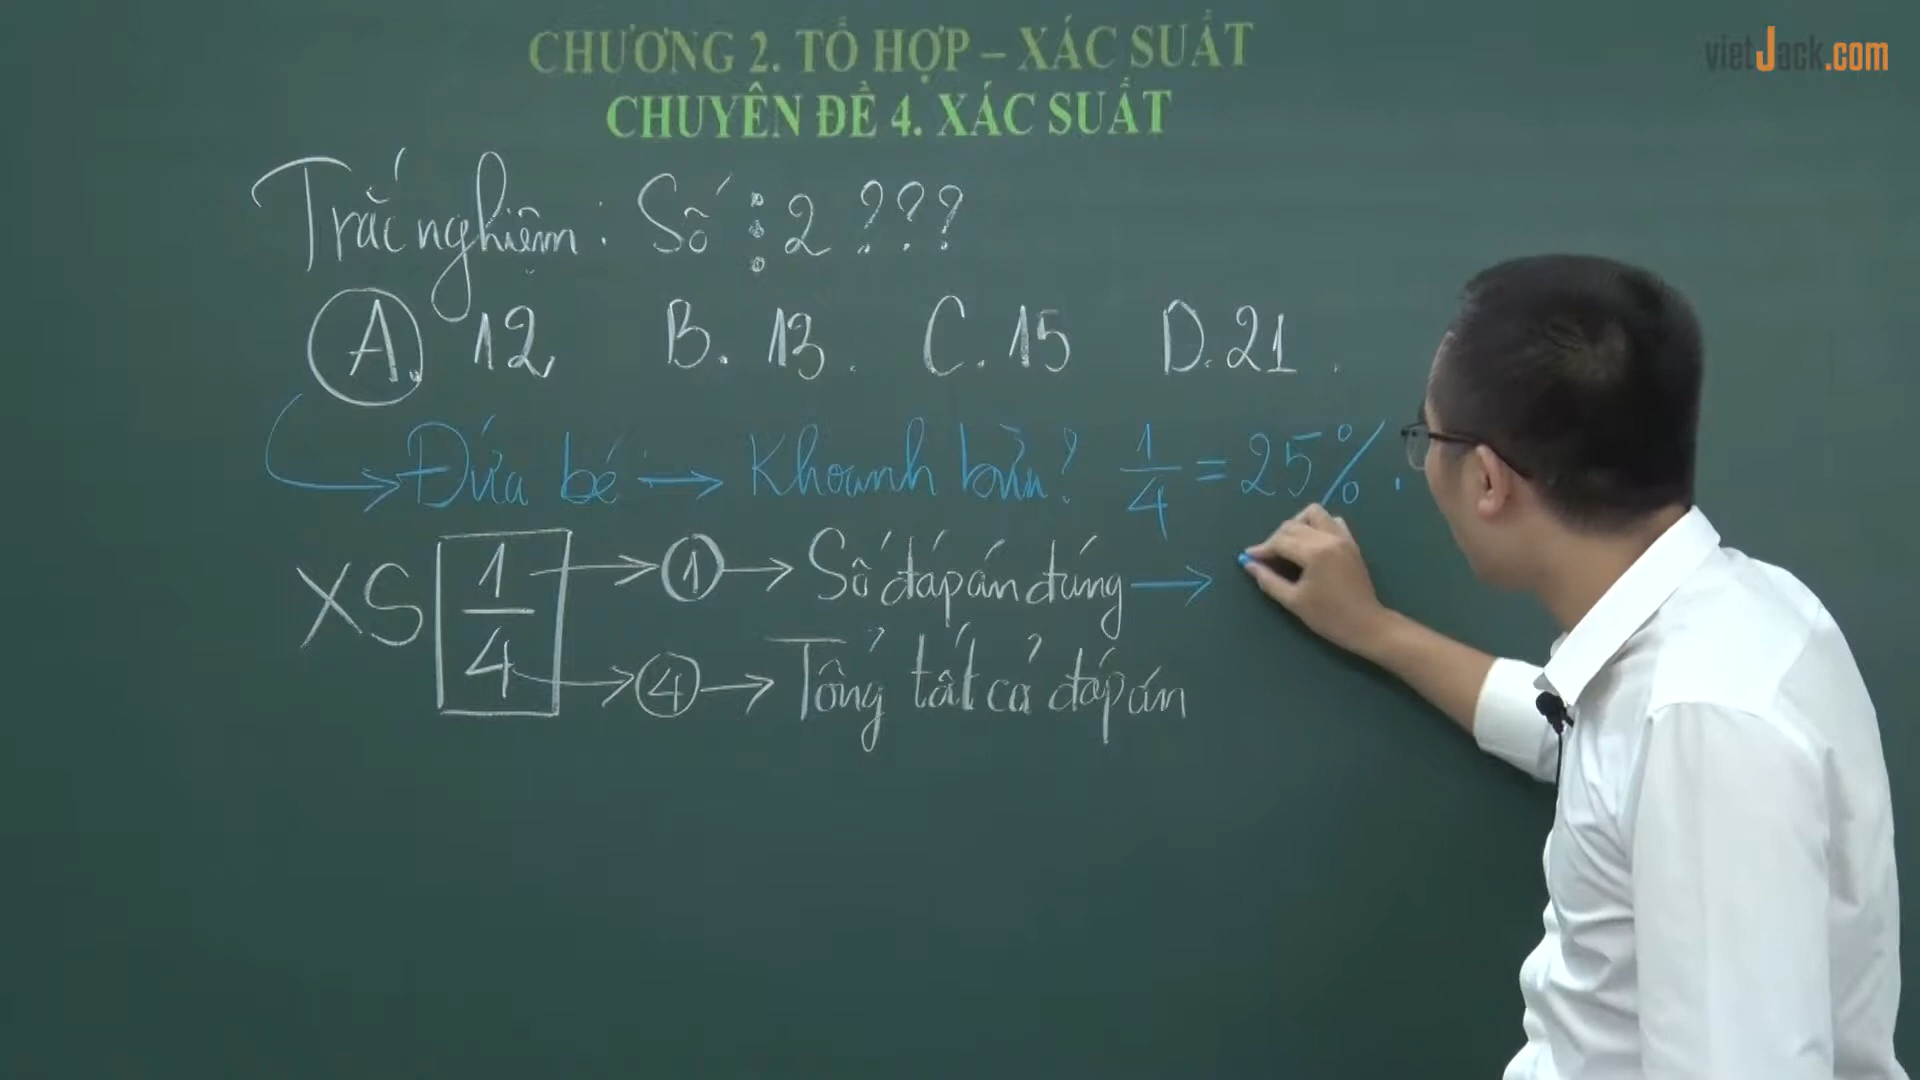 vietJack.com
CHƯƠNG 2. TỔ HỢP – XÁC SUẤT
CHUYÊN ĐỀ 4. XÁC SUẤT
Trắc nghiệm: Số ⋮ 2 ???
A. 12 B. 13. C. 15 D. 21.
→ Đứa bé → Khoanh bừa? 1/4 = 25%.
XS 1/4 → 1 → Số đáp án đúng →
→ 4 → Tổng tất cả đáp án